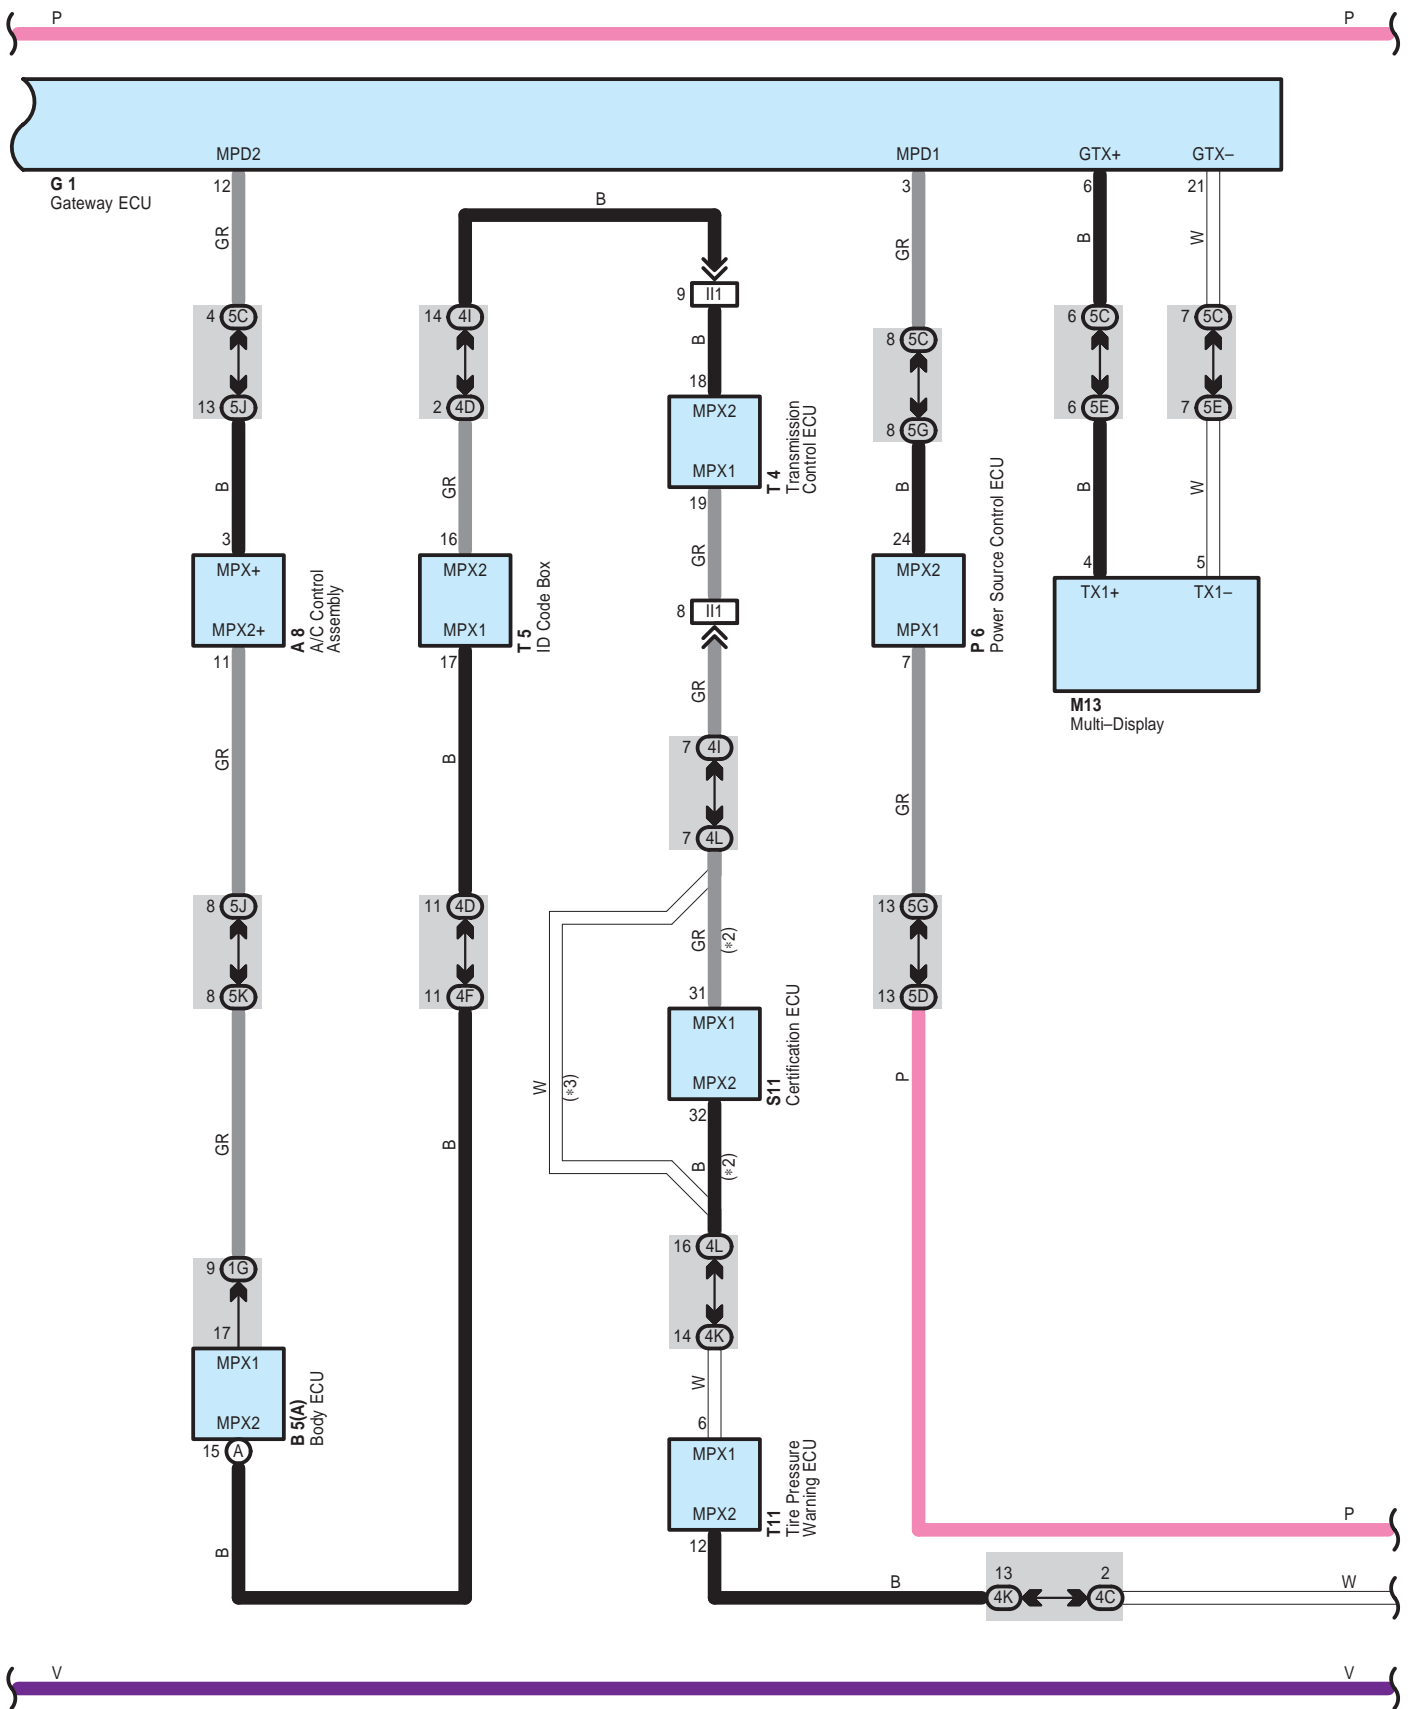 P
P
MPD2
MPD1
GTX+
GTX–
G 1
Gateway ECU
12
3
6
21
GR
B
GR
B
W
9
II1
4
5C
14
4I
B
8
5C
6
5C
7
5C
13
5J
2
4D
18
MPX2
MPX1
T 4
Transmission
Control ECU
8
5G
6
5E
7
5E
B
GR
19
B
B
W
3
MPX+
MPX2+
A 8
A/C Control
Assembly
11
16
MPX2
MPX1
T 5
ID Code Box
17
GR
8
II1
24
MPX2
MPX1
P 6
Power Source Control ECU
7
4
5
TX1+
TX1–
M13
Multi–Display
GR
B
GR
7
4I
7
4L
GR
8
5J
11
4D
13
5G
GR
(*2)
8
5K
11
4F
31
MPX1
MPX2
S11
Certification ECU
32
13
5D
W
(*3)
P
GR
B
B
(*2)
9
1G
16
4L
17
MPX1
MPX2
B 5(A)
Body ECU
15
A
14
4K
W
6
MPX1
MPX2
T11
Tire Pressure
Warning ECU
12
P
B
B
13
4K
2
4C
W
V
V